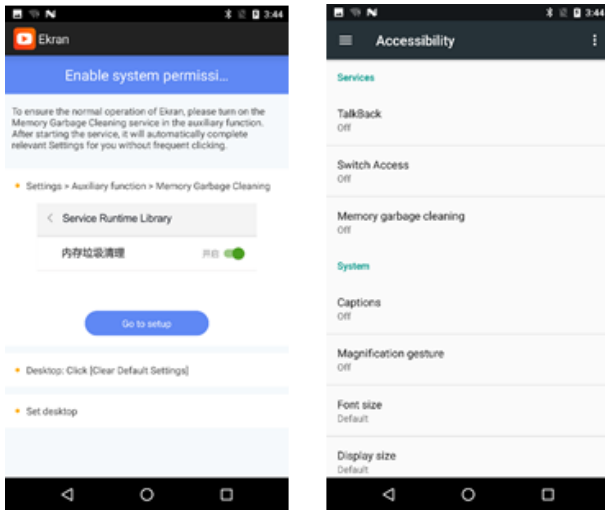 3:44
Ekran
Enable system permissi...
To ensure the normal operation of Ekran, please turn on the
Memory Garbage Cleaning service in the auxiliary function.
After starting the service, it will automatically complete
relevant Settings for you without frequent clicking.
Settings > Auxiliary function > Memory Garbage Cleaning
< Service Runtime Library
内存垃圾清理 开启
Go to setup
Desktop: Click [Clear Default Settings]
Set desktop
3:44
Accessibility
Services
TalkBack
Off
Switch Access
Off
Memory garbage cleaning
Off
System
Captions
Off
Magnification gesture
Off
Font size
Default
Display size
Default